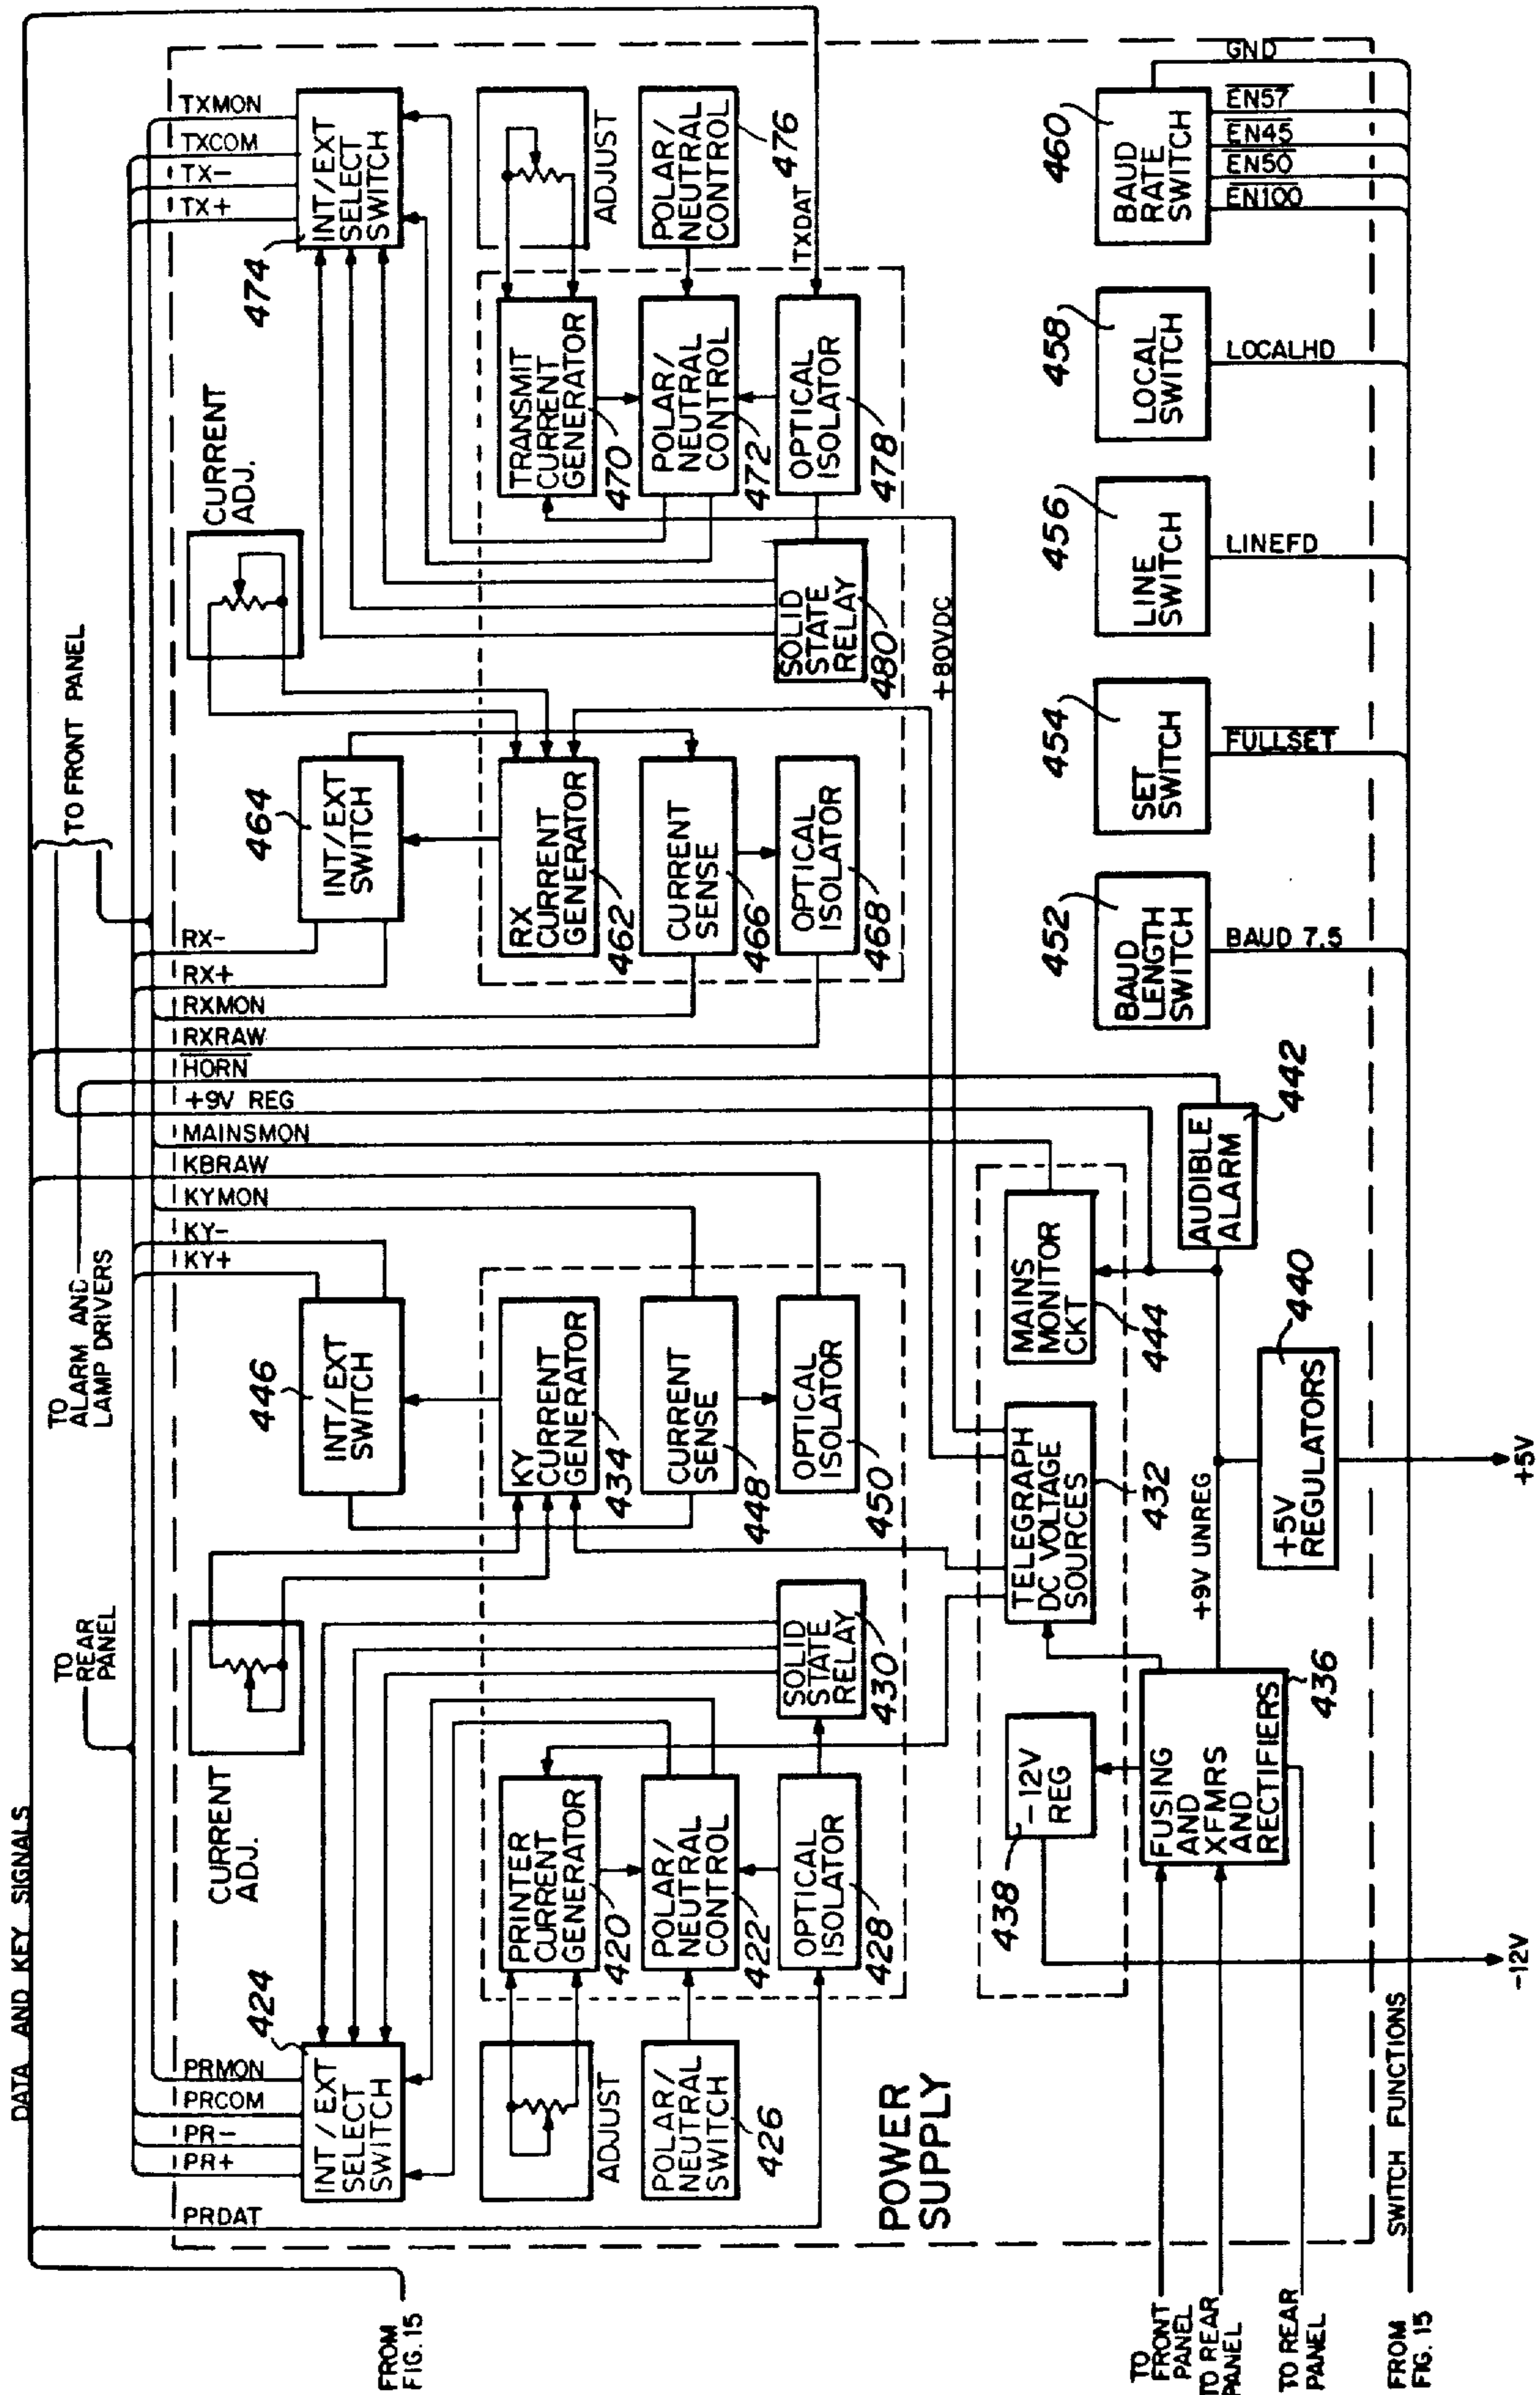 DATA AND KEY SIGNALS
FROM
FIG. 15
TO
REAR
PANEL
TO
ALARM AND
LAMP DRIVERS
TO FRONT PANEL
PRDAT
PR+
PR-
PRCOM
PRMON
KY+
KY-
KYMON
KBRAW
MAINSMON
+9V REG
HORN
RXRAW
RXMON
RX+
RX-
TX+
TX-
TXCOM
TXMON
424
INT/EXT
SELECT
SWITCH
CURRENT
ADJ.
446
INT/EXT
SWITCH
464
INT/EXT
SWITCH
CURRENT
ADJ.
474
INT/EXT
SELECT
SWITCH
ADJUST
PRINTER
CURRENT
GENERATOR
420
KY
CURRENT
GENERATOR
434
RX
CURRENT
GENERATOR
462
TRANSMIT
CURRENT
GENERATOR
470
ADJUST
POLAR/
NEUTRAL
SWITCH
426
POLAR/
NEUTRAL
CONTROL
422
CURRENT
SENSE
448
CURRENT
SENSE
466
POLAR/
NEUTRAL
CONTROL
472
POLAR/
NEUTRAL
CONTROL
476
OPTICAL
ISOLATOR
428
SOLID
STATE
RELAY
430
OPTICAL
ISOLATOR
450
OPTICAL
ISOLATOR
468
SOLID
STATE
RELAY
480
OPTICAL
ISOLATOR
478
TXDAT
POWER
SUPPLY
+80VDC
438
-12V
REG
TELEGRAPH
DC VOLTAGE
SOURCES
432
MAINS
MONITOR
CKT
444
FUSING
AND
XFMRS
AND
RECTIFIERS
436
+9V UNREG
+5V
REGULATORS
440
AUDIBLE
ALARM
442
452
BAUD
LENGTH
SWITCH
BAUD 7.5
454
SET
SWITCH
FULLSET
456
LINE
SWITCH
LINEFD
458
LOCAL
SWITCH
LOCALHD
460
BAUD
RATE
SWITCH
EN100
EN50
EN45
EN57
GND
TO
FRONT
PANEL
TO REAR
PANEL
TO REAR
PANEL
FROM
FIG. 15
SWITCH FUNCTIONS
-12V
+5V